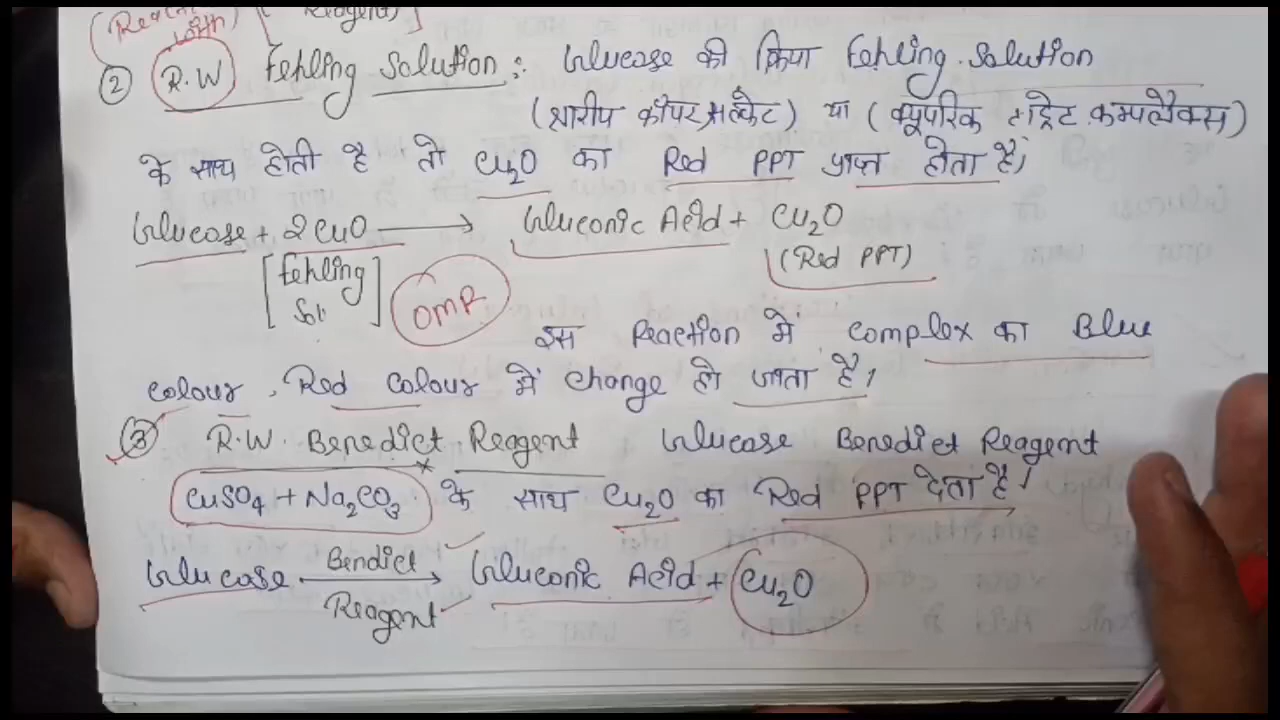 [Reagent]
② R.W Fehling Solution :- Glucose की क्रिया Fehling Solution
(क्षारीय कॉपर सल्फेट) या (क्यूपरिक टाट्रेट कम्पलैक्स)
के साथ होती है तो Cu₂O का Red PPT प्राप्त होता है।
Glucose + 2CuO ⟶ Gluconic Acid + Cu₂O
[Fehling Sol] (Red PPT)
OMR
इस Reaction में complex का Blue
colour, Red colour में change हो जाता है।
③ R.W. Benedict Reagent Glucose Benedict Reagent
CuSO₄ + Na₂CO₃ के साथ Cu₂O का Red PPT देता है।
Glucose Bendict Reagent ⟶ Gluconic Acid + Cu₂O